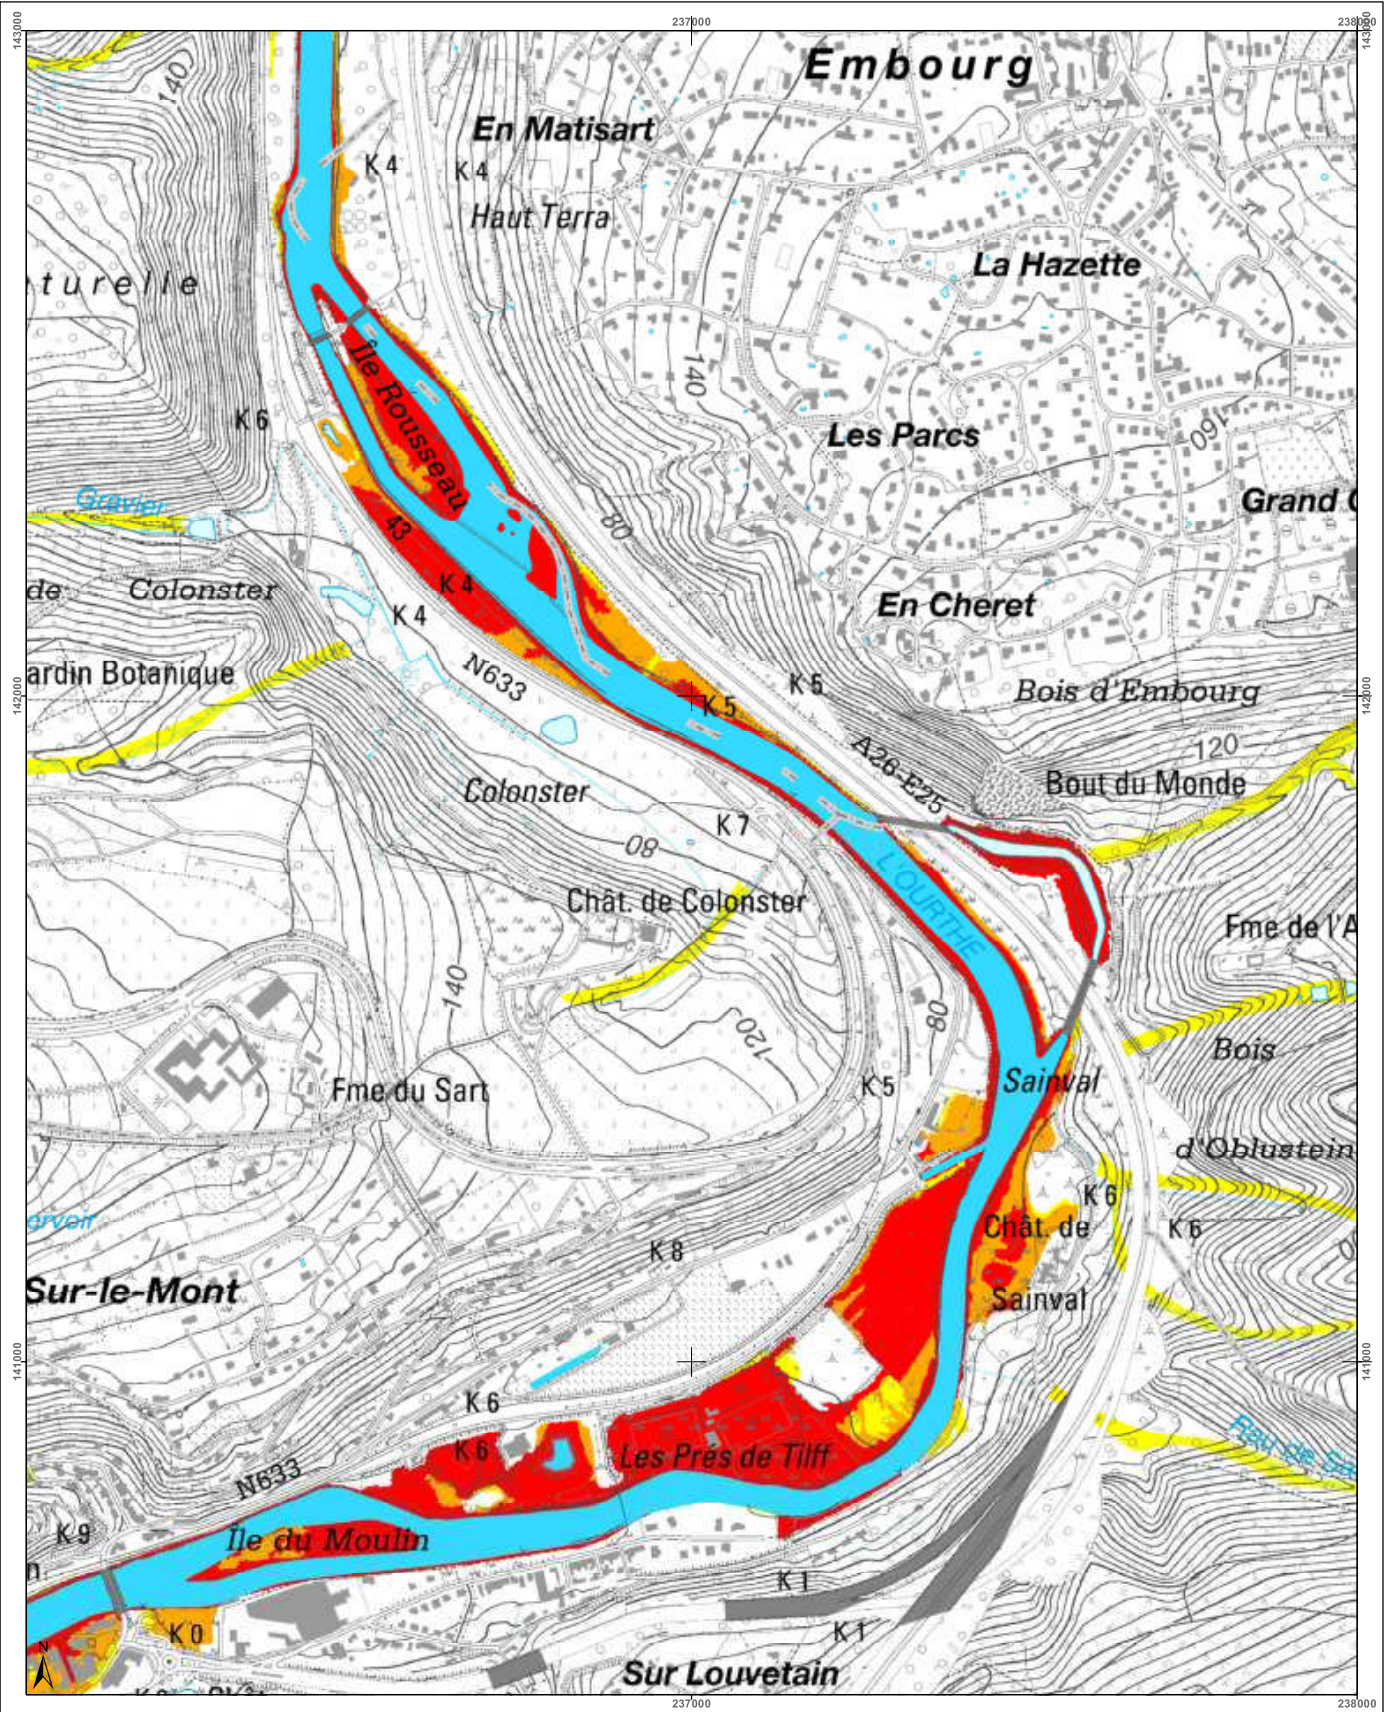 237000
238000
143000
143000
Embourg
140
En Matisart
K 4
K 4
Haut Terra
La Hazette
turelle
Île Rousseau
140
K 6
Les Parcs
160
Gravier
Grand
43
80
de Colonster
K 4
K 4
En Cheret
ardin Botanique
N633
K 5
K 5
Bois d'Embourg
142000
142000
A26-E25
120
Bout du Monde
Colonster
K 7
80
L'OURTHE
Chât. de Colonster
Fme de l'A
140
80
120
Bois
Fme du Sart
K 5
Sainval
d'Oblustein
K 6
K 6
ervoir
Chât. de
Sainval
K 8
Sur-le-Mont
141000
141000
K 6
K 6
Les Prés de Tilff
Rau de Sa
N633
K 9
Île du Moulin
n.
K 1
K 0
K 1
N
Sur Louvetain
237000
238000